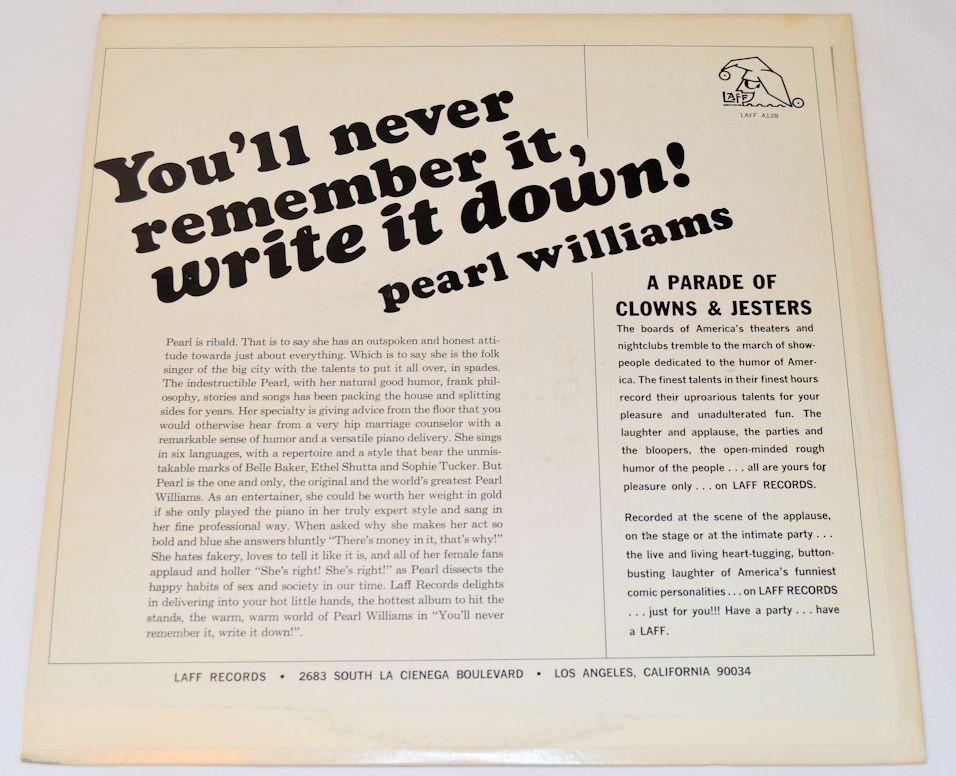 LAFF
LAFF A128
You'll never
remember it,
write it down!
pearl williams
Pearl is ribald. That is to say she has an outspoken and honest atti-
tude towards just about everything. Which is to say she is the folk
singer of the big city with the talents to put it all over, in spades.
The indestructible Pearl, with her natural good humor, frank phil-
osophy, stories and songs has been packing the house and splitting
sides for years. Her specialty is giving advice from the floor that you
would otherwise hear from a very hip marriage counselor with a
remarkable sense of humor and a versatile piano delivery. She sings
in six languages, with a repertoire and a style that bear the unmis-
takable marks of Belle Baker, Ethel Shutta and Sophie Tucker. But
Pearl is the one and only, the original and the world's greatest Pearl
Williams. As an entertainer, she could be worth her weight in gold
if she only played the piano in her truly expert style and sang in
her fine professional way. When asked why she makes her act so
bold and blue she answers bluntly "There's money in it, that's why!"
She hates fakery, loves to tell it like it is, and all of her female fans
applaud and holler "She's right! She's right!" as Pearl dissects the
happy habits of sex and society in our time. Laff Records delights
in delivering into your hot little hands, the hottest album to hit the
stands, the warm, warm world of Pearl Williams in "You'll never
remember it, write it down!".
A PARADE OF
CLOWNS & JESTERS
The boards of America's theaters and
nightclubs tremble to the march of show-
people dedicated to the humor of Amer-
ica. The finest talents in their finest hours
record their uproarious talents for your
pleasure and unadulterated fun. The
laughter and applause, the parties and
the bloopers, the open-minded rough
humor of the people . . . all are yours for
pleasure only . . . on LAFF RECORDS.
Recorded at the scene of the applause,
on the stage or at the intimate party . . .
the live and living heart-tugging, button-
busting laughter of America's funniest
comic personalities . . . on LAFF RECORDS
. . . just for you!!! Have a party . . . have
a LAFF.
LAFF RECORDS • 2683 SOUTH LA CIENEGA BOULEVARD • LOS ANGELES, CALIFORNIA 90034